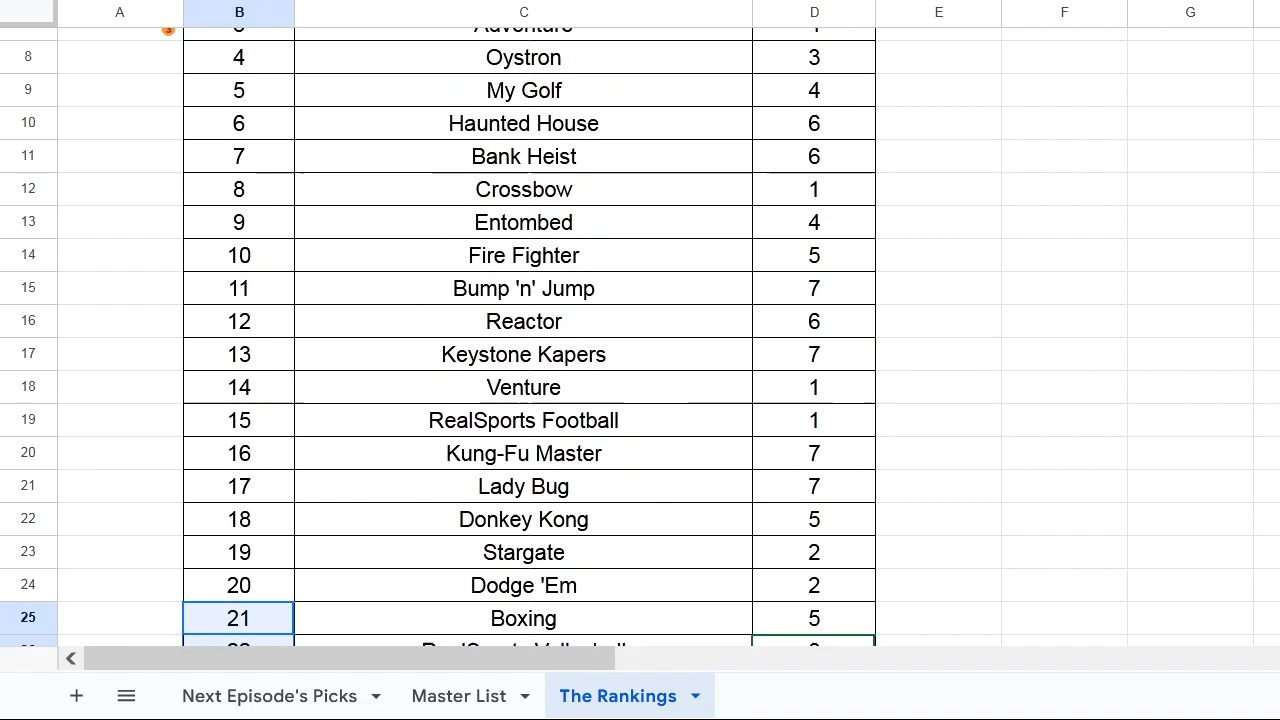 A B C D E F G
3 Adventure
8 4 Oystron 3
9 5 My Golf 4
10 6 Haunted House 6
11 7 Bank Heist 6
12 8 Crossbow 1
13 9 Entombed 4
14 10 Fire Fighter 5
15 11 Bump 'n' Jump 7
16 12 Reactor 6
17 13 Keystone Kapers 7
18 14 Venture 1
19 15 RealSports Football 1
20 16 Kung-Fu Master 7
21 17 Lady Bug 7
22 18 Donkey Kong 5
23 19 Stargate 2
24 20 Dodge 'Em 2
25 21 Boxing 5
22 RealSports Volleyball
Next Episode's Picks Master List The Rankings